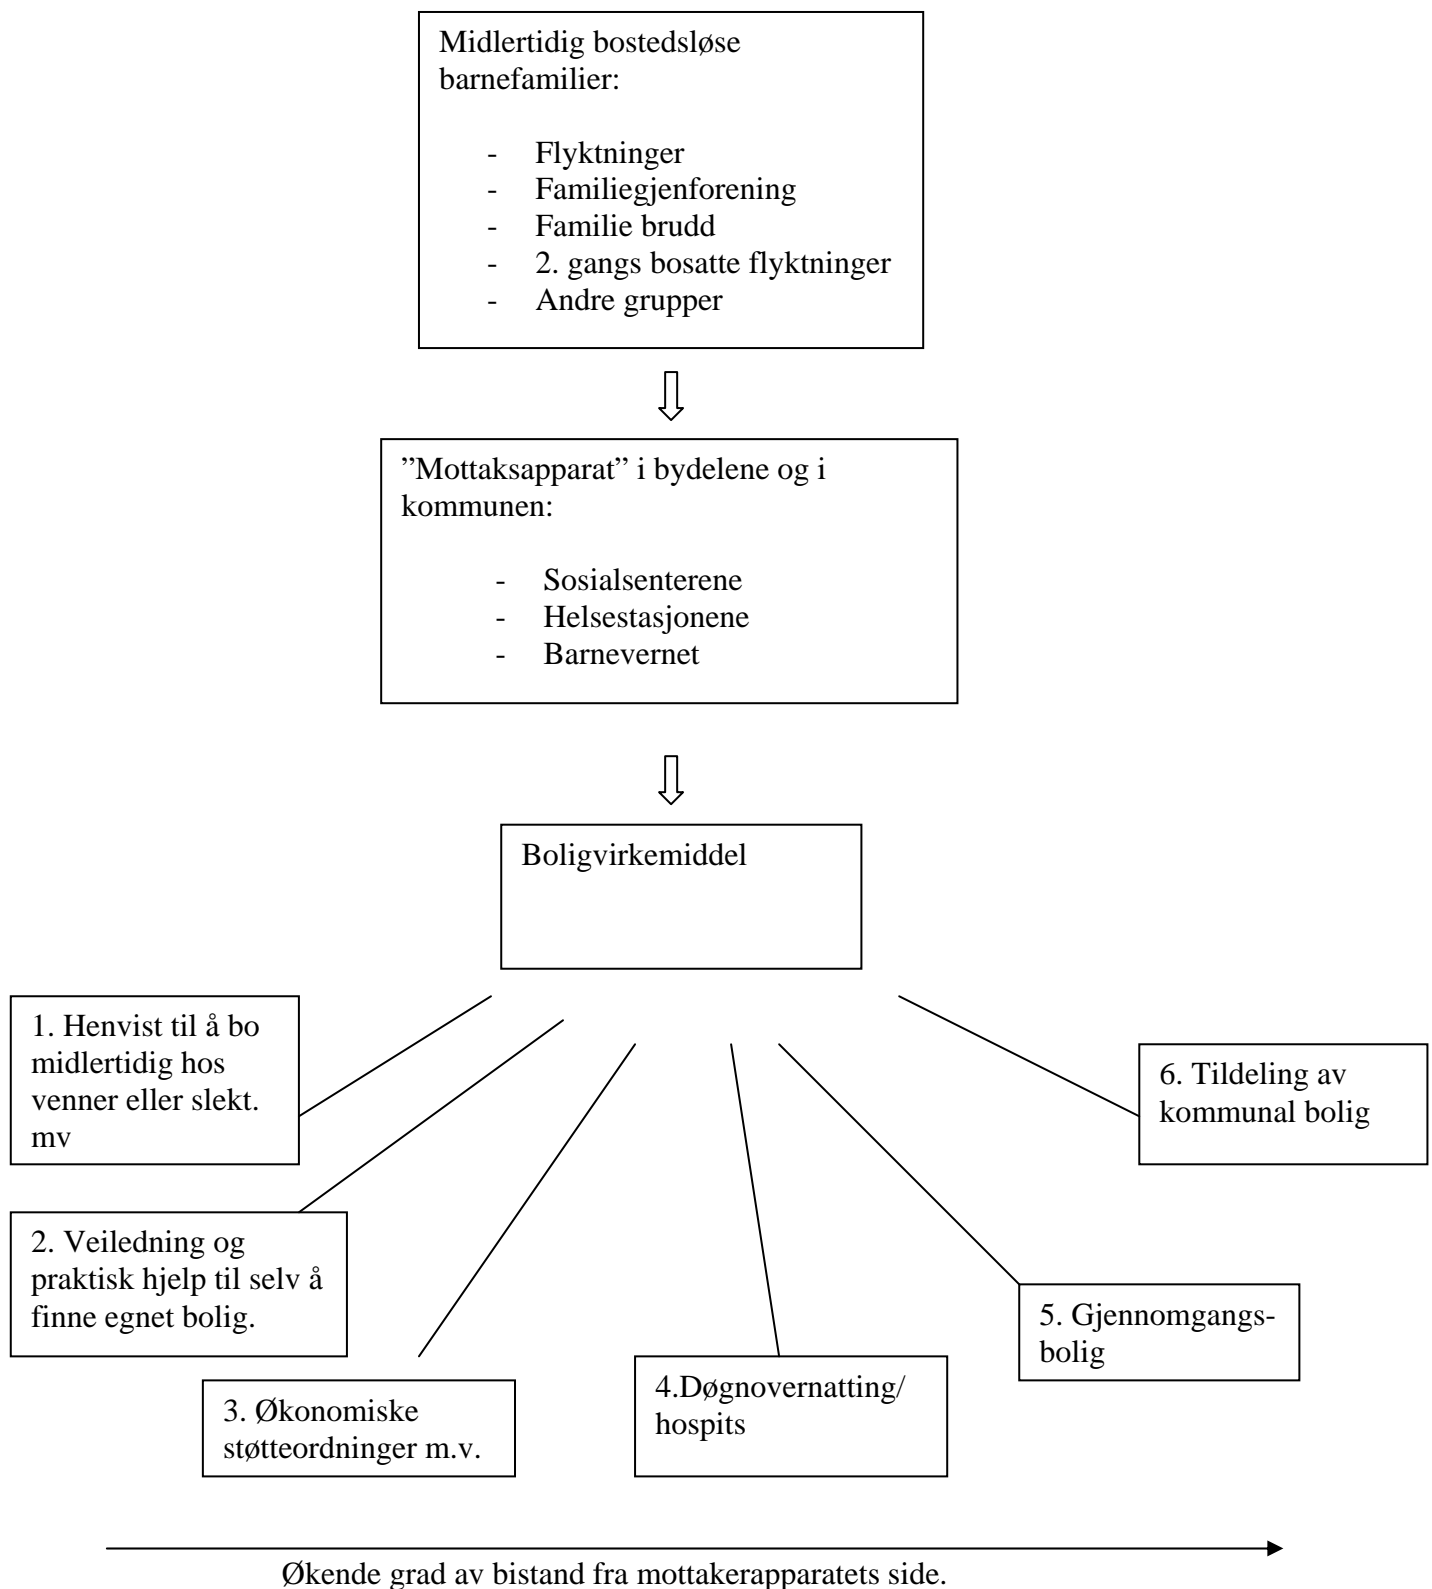 Midlertidig bostedsløse
barnefamilier:
- Flyktninger
- Familiegjenforening
- Familie brudd
- 2. gangs bosatte flyktninger
- Andre grupper
”Mottaksapparat” i bydelene og i
kommunen:
- Sosialsenterene
- Helsestasjonene
- Barnevernet
Boligvirkemiddel
1. Henvist til å bo
midlertidig hos
venner eller slekt.
mv
2. Veiledning og
praktisk hjelp til selv å
finne egnet bolig.
3. Økonomiske
støtteordninger m.v.
4.Døgnovernatting/
hospits
5. Gjennomgangs-
bolig
6. Tildeling av
kommunal bolig
Økende grad av bistand fra mottakerapparatets side.